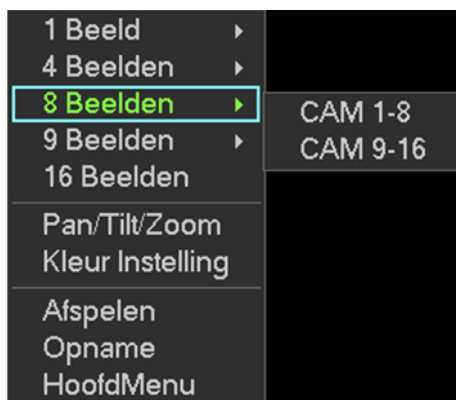 1 Beeld
4 Beelden
8 Beelden
CAM 1-8
CAM 9-16
9 Beelden
16 Beelden
Pan/Tilt/Zoom
Kleur Instelling
Afspelen
Opname
HoofdMenu